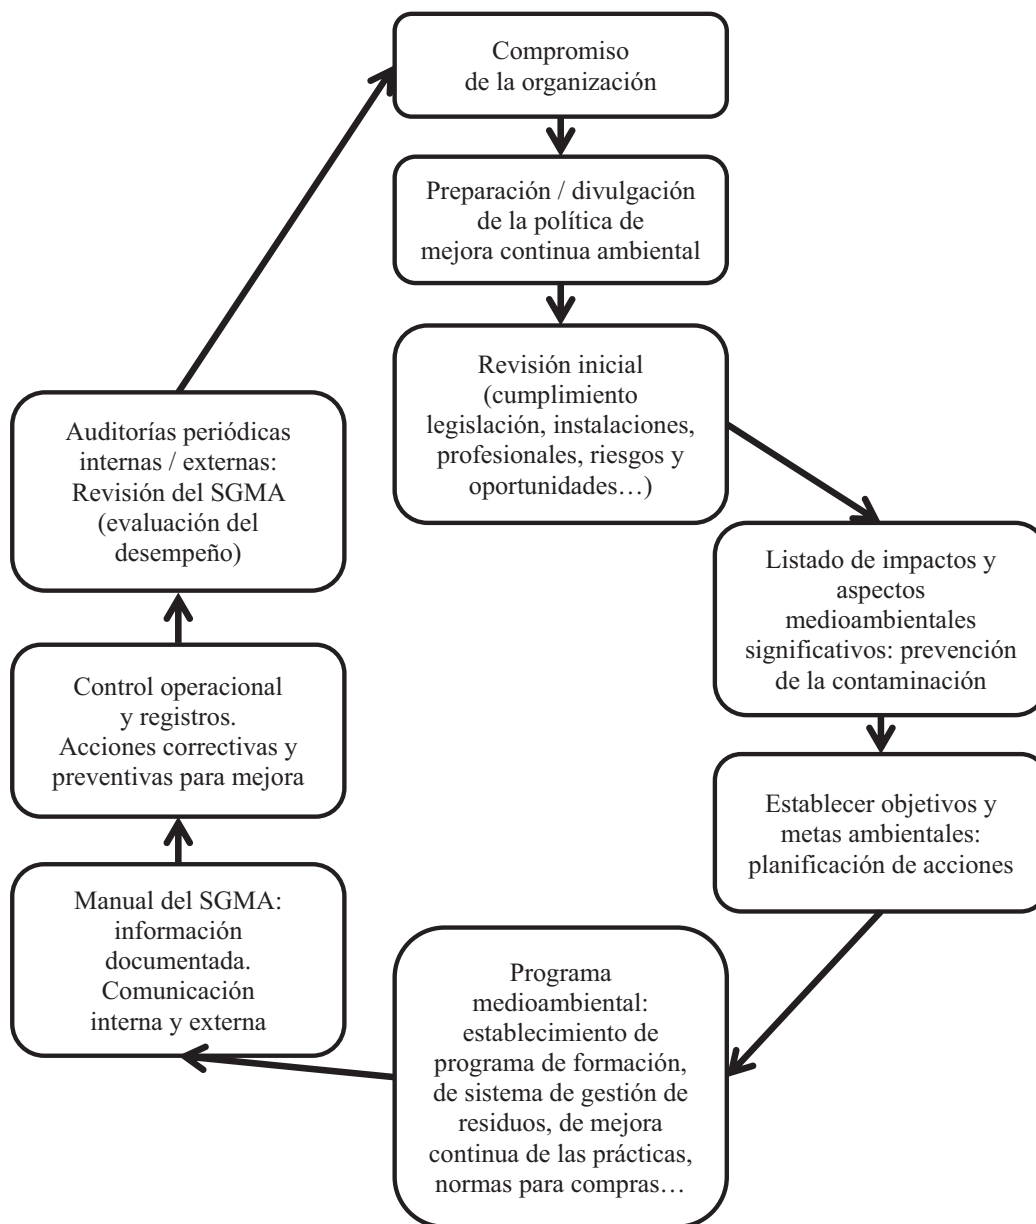 Compromiso
de la organización
Preparación / divulgación
de la política de
mejora continua ambiental
Revisión inicial
(cumplimiento
legislación, instalaciones,
profesionales, riesgos y
oportunidades…)
Listado de impactos y
aspectos
medioambientales
significativos: prevención
de la contaminación
Establecer objetivos y
metas ambientales:
planificación de acciones
Programa
medioambiental:
establecimiento de
programa de formación,
de sistema de gestión de
residuos, de mejora
continua de las prácticas,
normas para compras…
Manual del SGMA:
información
documentada.
Comunicación
interna y externa
Control operacional
y registros.
Acciones correctivas y
preventivas para mejora
Auditorías periódicas
internas / externas:
Revisión del SGMA
(evaluación del
desempeño)